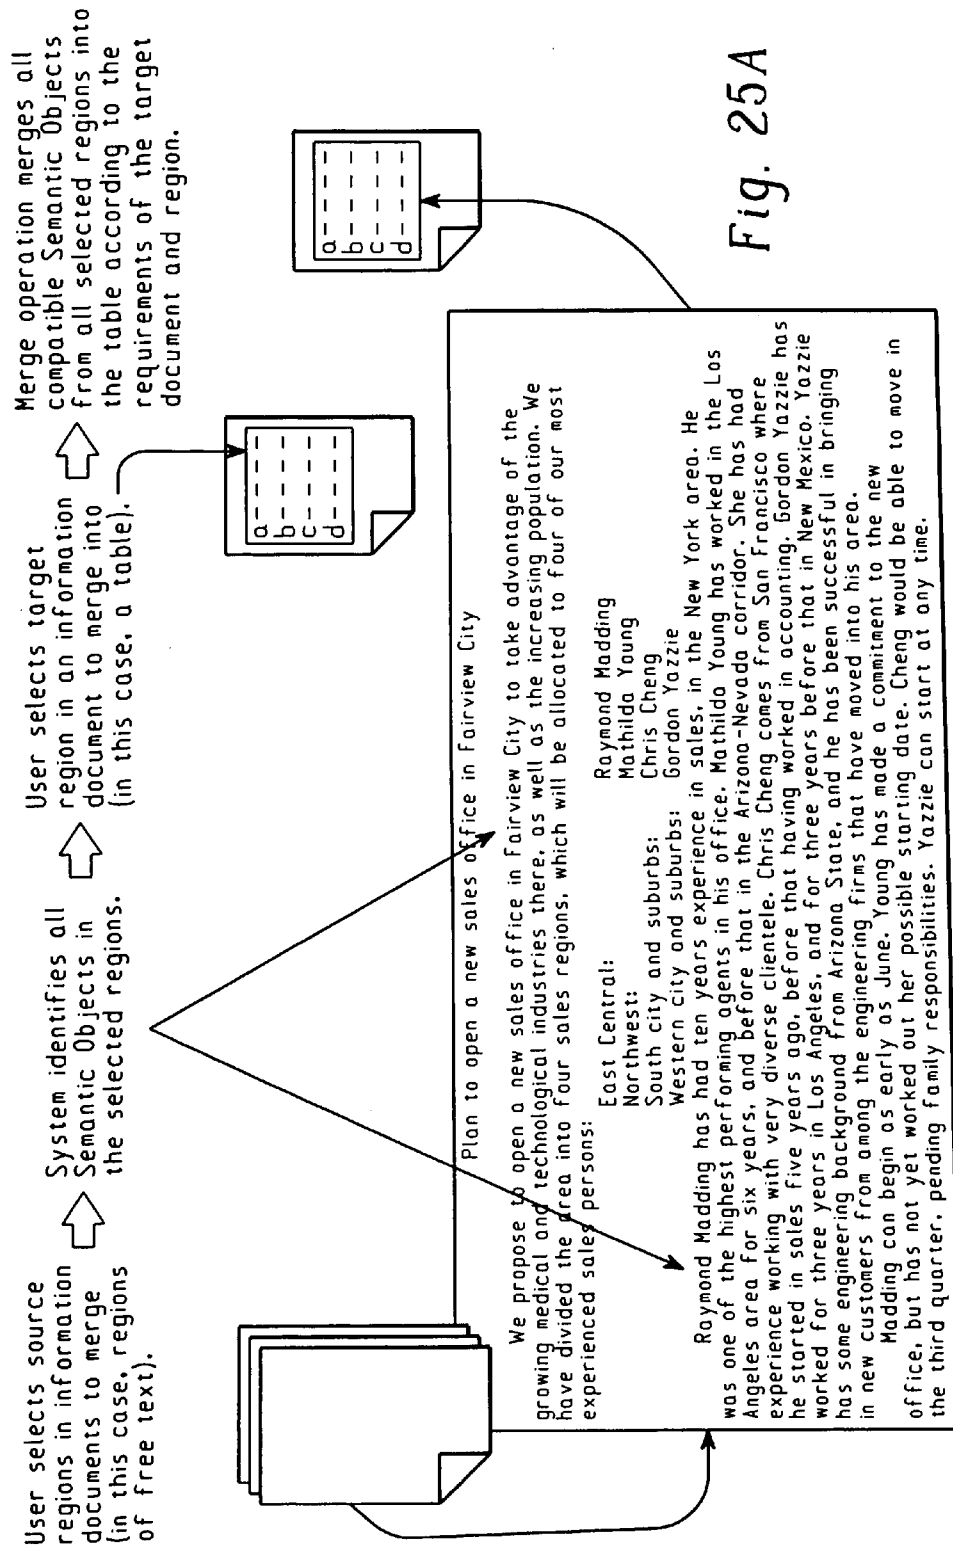 User selects source
regions in information
documents to merge
(in this case, regions
of free text).
System identifies all
Semantic Objects in
the selected regions.
User selects target
region in an information
document to merge into
(in this case, a table).
Merge operation merges all
compatible Semantic Objects
from all selected regions into
the table according to the
requirements of the target
document and region.
a
b
c
d
a
b
c
d
Plan to open a new sales office in Fairview City
We propose to open a new sales office in Fairview City to take advantage of the
growing medical and technological industries there, as well as the increasing population. We
have divided the area into four sales regions, which will be allocated to four of our most
experienced sales persons:
East Central: Raymond Madding
Northwest: Mathilda Young
South city and suburbs: Chris Cheng
Western city and suburbs: Gordon Yazzie
Raymond Madding has had ten years experience in sales, in the New York area. He
was one of the highest performing agents in his office. Mathilda Young has worked in the Los
Angeles area for six years, and before that in the Arizona-Nevada corridor. She has had
experience working with very diverse clientele. Chris Cheng comes from San Francisco where
he started in sales five years ago, before that having worked in accounting. Gordon Yazzie has
worked for three years in Los Angeles, and for three years before that in New Mexico. Yazzie
has some engineering background from Arizona State, and he has been successful in bringing
in new customers from among the engineering firms that have moved into his area.
Madding can begin as early as June. Young has made a commitment to the new
office, but has not yet worked out her possible starting date. Cheng would be able to move in
the third quarter, pending family responsibilities. Yazzie can start at any time.
Fig. 25A